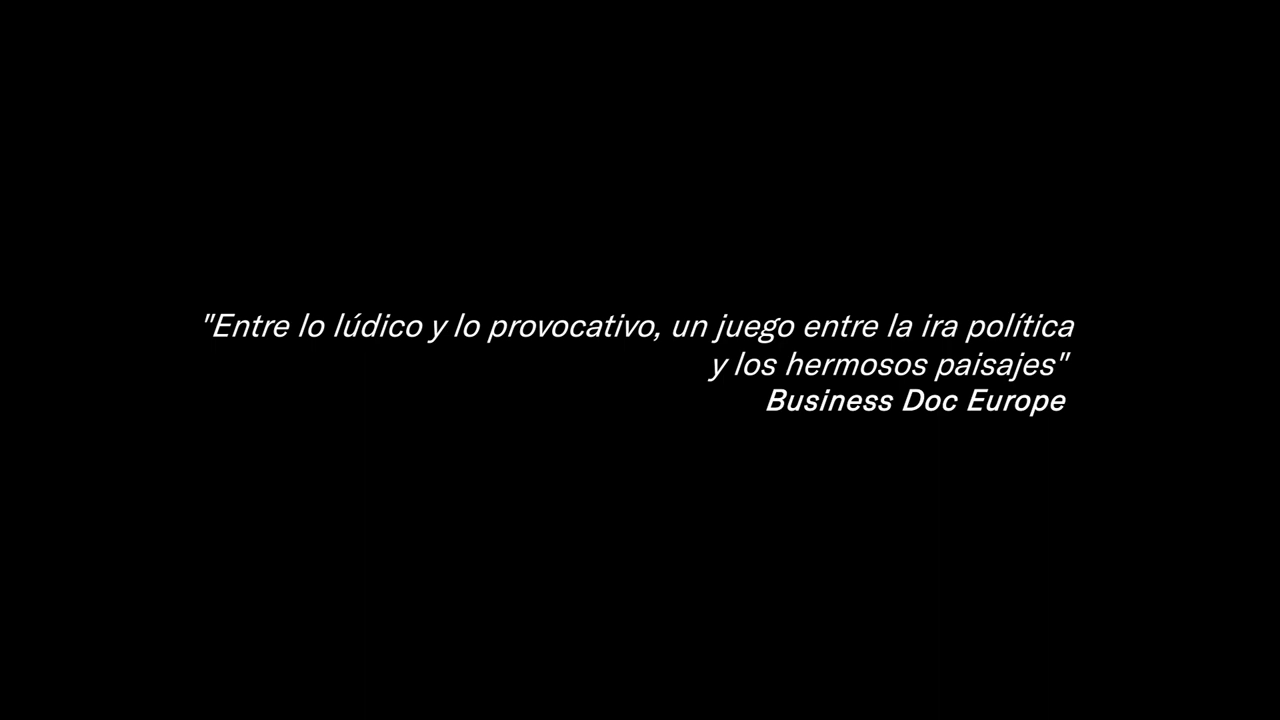 "Entre lo lúdico y lo provocativo, un juego entre la ira política
y los hermosos paisajes"
Business Doc Europe